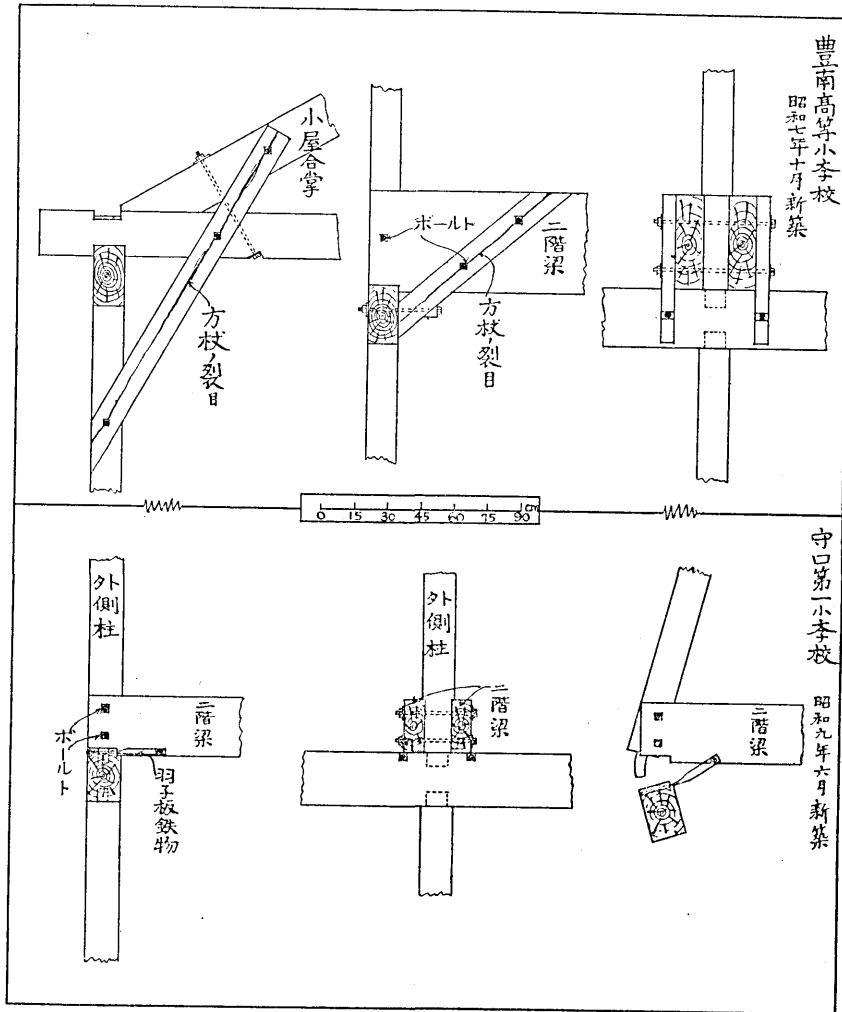 豊南高等小学校
昭和七年十月新築
二階梁
ボールト
方杖ノ裂目
小屋合掌
方杖ノ裂目
0 15 30 45 60 75 90 cm
守口第一小学校
昭和九年六月新築
二階梁
外側柱
二階梁
外側柱
二階梁
ボールト
羽子板鉄物